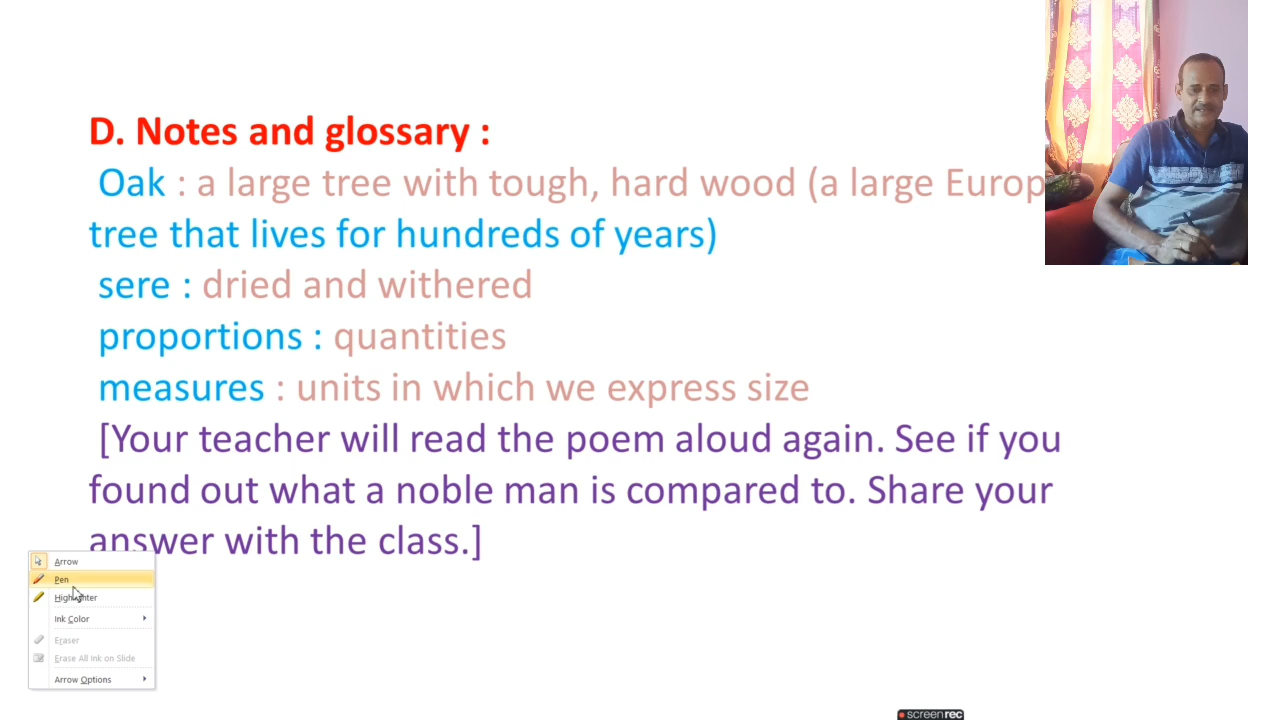 D. Notes and glossary :
Oak : a large tree with tough, hard wood (a large
tree that lives for hundreds of years)
sere : dried and withered
proportions : quantities
measures : units in which we express size
[Your teacher will read the poem aloud again. See if you
found out what a noble man is compared to. Share your
answer with the class.]
Arrow
Pen
Highlighter
Ink Color
Eraser
Erase All Ink on Slide
Arrow Options
screenrec